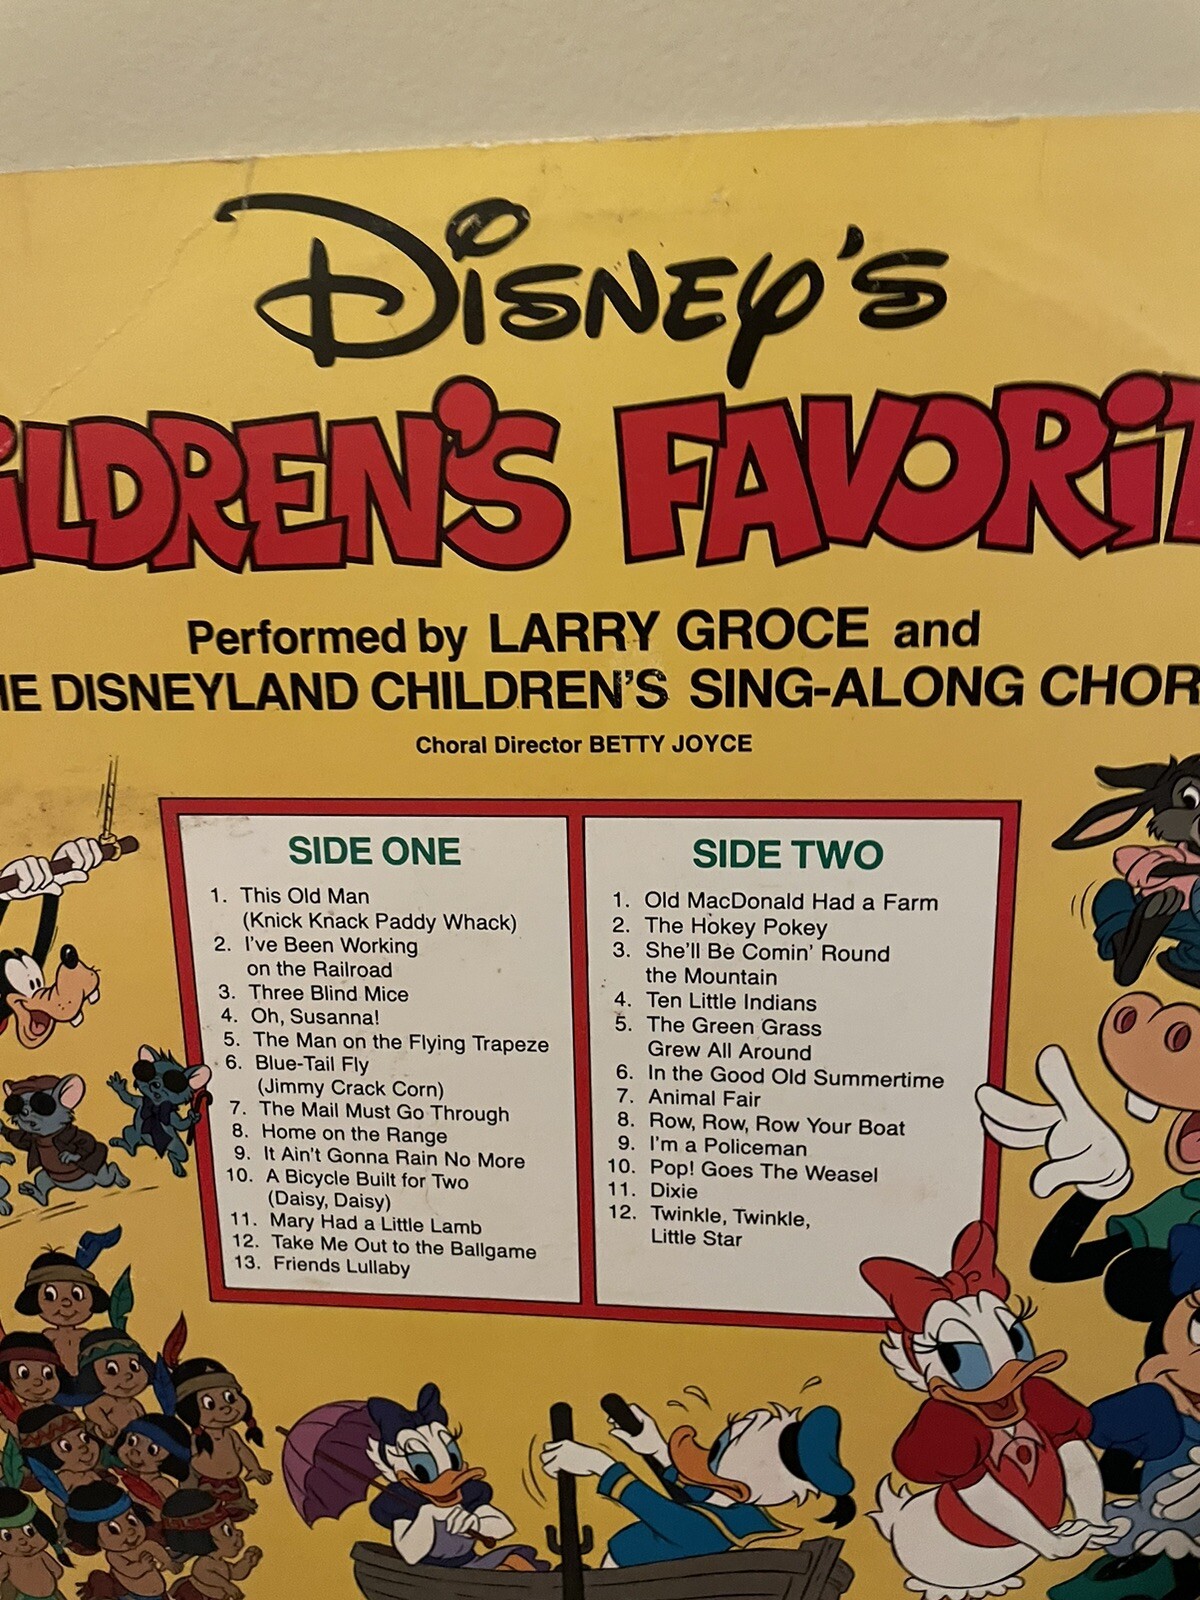 DISNEY'S
ILDREN'S FAVORIT
Performed by LARRY GROCE and
HE DISNEYLAND CHILDREN'S SING-ALONG CHOR
Choral Director BETTY JOYCE
SIDE ONE
1. This Old Man
(Knick Knack Paddy Whack)
2. I've Been Working
on the Railroad
3. Three Blind Mice
4. Oh, Susanna!
5. The Man on the Flying Trapeze
6. Blue-Tail Fly
(Jimmy Crack Corn)
7. The Mail Must Go Through
8. Home on the Range
9. It Ain't Gonna Rain No More
10. A Bicycle Built for Two
(Daisy, Daisy)
11. Mary Had a Little Lamb
12. Take Me Out to the Ballgame
13. Friends Lullaby
SIDE TWO
1. Old MacDonald Had a Farm
2. The Hokey Pokey
3. She'll Be Comin' Round
the Mountain
4. Ten Little Indians
5. The Green Grass
Grew All Around
6. In the Good Old Summertime
7. Animal Fair
8. Row, Row, Row Your Boat
9. I'm a Policeman
10. Pop! Goes The Weasel
11. Dixie
12. Twinkle, Twinkle,
Little Star